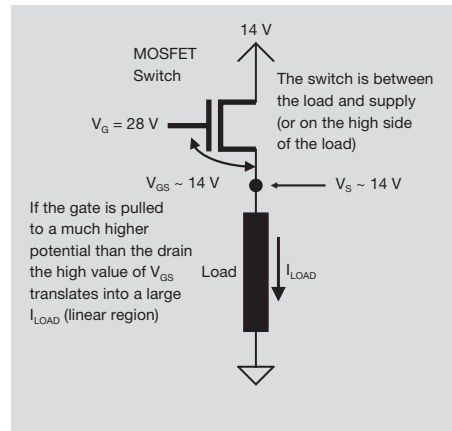 14 V
MOSFET
Switch
The switch is between
the load and supply
(or on the high side
of the load)
V_G = 28 V
V_GS ~ 14 V
V_S ~ 14 V
If the gate is pulled
to a much higher
potential than the drain
the high value of V_GS
translates into a large
I_LOAD (linear region)
Load
I_LOAD